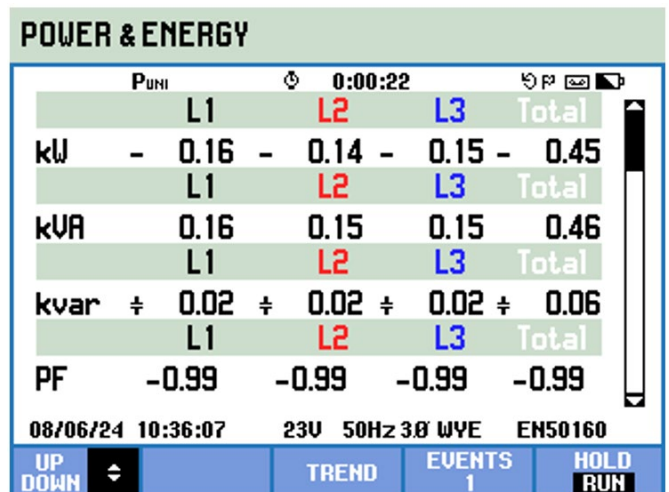 POWER & ENERGY
PUNI 0:00:22
L1 L2 L3 Total
kW - 0.16 - 0.14 - 0.15 - 0.45
L1 L2 L3 Total
kVA 0.16 0.15 0.15 0.46
L1 L2 L3 Total
kvar ÷ 0.02 ÷ 0.02 ÷ 0.02 ÷ 0.06
L1 L2 L3 Total
PF -0.99 -0.99 -0.99 -0.99
08/06/24 10:36:07 23V 50Hz 3Ø WYE EN50160
UP DOWN TREND EVENTS 1 HOLD RUN